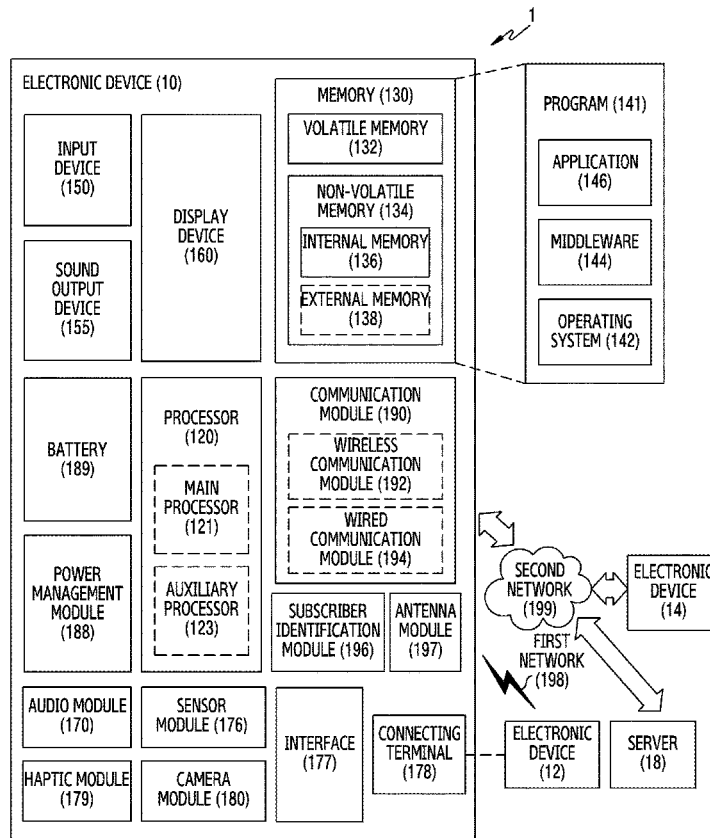 1
ELECTRONIC DEVICE (10)
INPUT
DEVICE
(150)
SOUND
OUTPUT
DEVICE
(155)
DISPLAY
DEVICE
(160)
MEMORY (130)
VOLATILE MEMORY
(132)
NON-VOLATILE
MEMORY (134)
INTERNAL MEMORY
(136)
EXTERNAL MEMORY
(138)
PROGRAM (141)
APPLICATION
(146)
MIDDLEWARE
(144)
OPERATING
SYSTEM (142)
BATTERY
(189)
POWER
MANAGEMENT
MODULE
(188)
PROCESSOR
(120)
MAIN
PROCESSOR
(121)
AUXILIARY
PROCESSOR
(123)
COMMUNICATION
MODULE (190)
WIRELESS
COMMUNICATION
MODULE (192)
WIRED
COMMUNICATION
MODULE (194)
SUBSCRIBER
IDENTIFICATION
MODULE (196)
ANTENNA
MODULE
(197)
SECOND
NETWORK
(199)
ELECTRONIC
DEVICE (14)
FIRST
NETWORK
(198)
AUDIO MODULE
(170)
SENSOR
MODULE (176)
INTERFACE
(177)
CONNECTING
TERMINAL
(178)
ELECTRONIC
DEVICE
(12)
SERVER
(18)
HAPTIC MODULE
(179)
CAMERA
MODULE (180)